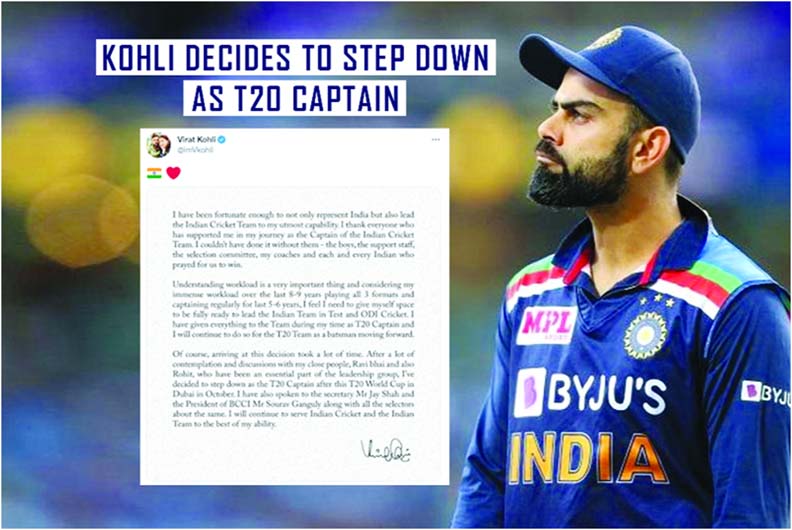 KOHLI DECIDES TO STEP DOWN
AS T20 CAPTAIN
Virat Kohli
@imVkohli
I have been fortunate enough to not only represent India but also lead
the Indian Cricket Team to my utmost capability. I thank everyone who
has supported me in my journey as the Captain of the Indian Cricket
Team. I couldn't have done it without them - the boys, the support staff,
the selection committee, my coaches and each and every Indian who
prayed for us to win.
Understanding workload is a very important thing and considering my
immense workload over the last 8-9 years playing all 3 formats and
captaining regularly for last 5-6 years, I feel I need to give myself space
to be fully ready to lead the Indian Team in Test and ODI Cricket. I
have given everything to the Team during my time as T20 Captain and
I will continue to do so for the T20 Team as a batsman moving forward.
Of course, arriving at this decision took a lot of time. After a lot of
contemplation and discussions with my close people, Ravi bhai and also
Rohit, who have been an essential part of the leadership group, I've
decided to step down as the T20 Captain after this T20 World Cup in
Dubai in October. I have also spoken to the secretary Mr Jay Shah and
the President of BCCI Mr Sourav Ganguly along with all the selectors
about the same. I will continue to serve Indian Cricket and the Indian
Team to the best of my ability.
MPL
BYJU'S
INDIA